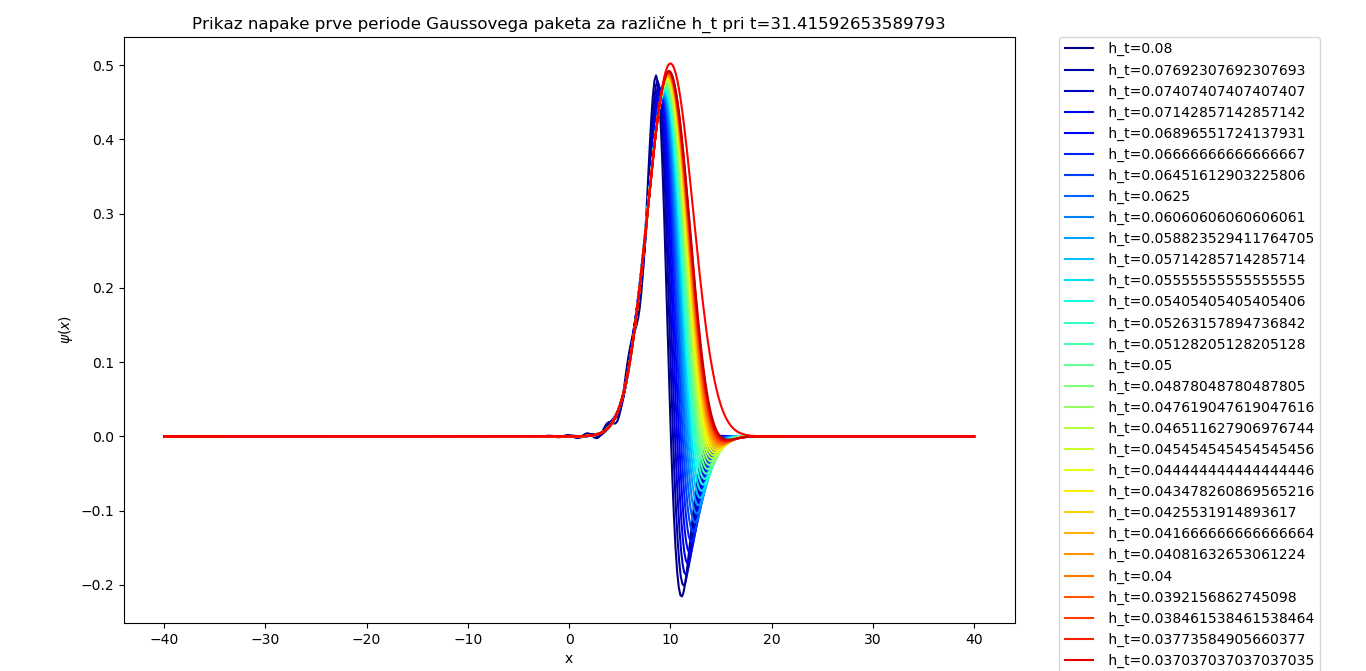 Prikaz napake prve periode Gaussovega paketa za različne h_t pri t=31.41592653589793
0.5
0.4
0.3
0.2
0.1
0.0
−0.1
−0.2
ψ(x)
−40
−30
−20
−10
0
10
20
30
40
x
h_t=0.08
h_t=0.07692307692307693
h_t=0.07407407407407407
h_t=0.07142857142857142
h_t=0.06896551724137931
h_t=0.06666666666666667
h_t=0.06451612903225806
h_t=0.0625
h_t=0.06060606060606061
h_t=0.058823529411764705
h_t=0.05714285714285714
h_t=0.05555555555555555
h_t=0.05405405405405406
h_t=0.05263157894736842
h_t=0.05128205128205128
h_t=0.05
h_t=0.04878048780487805
h_t=0.047619047619047616
h_t=0.046511627906976744
h_t=0.045454545454545456
h_t=0.044444444444444446
h_t=0.043478260869565216
h_t=0.0425531914893617
h_t=0.041666666666666664
h_t=0.04081632653061224
h_t=0.04
h_t=0.0392156862745098
h_t=0.038461538461538464
h_t=0.03773584905660377
h_t=0.037037037037037035